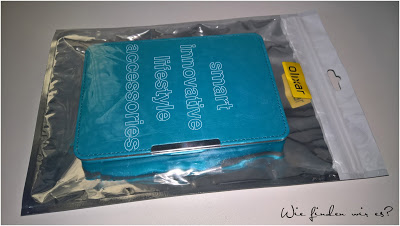 smart
innovative
lifestyle
accessories
Olixar
Wie finden wir es?